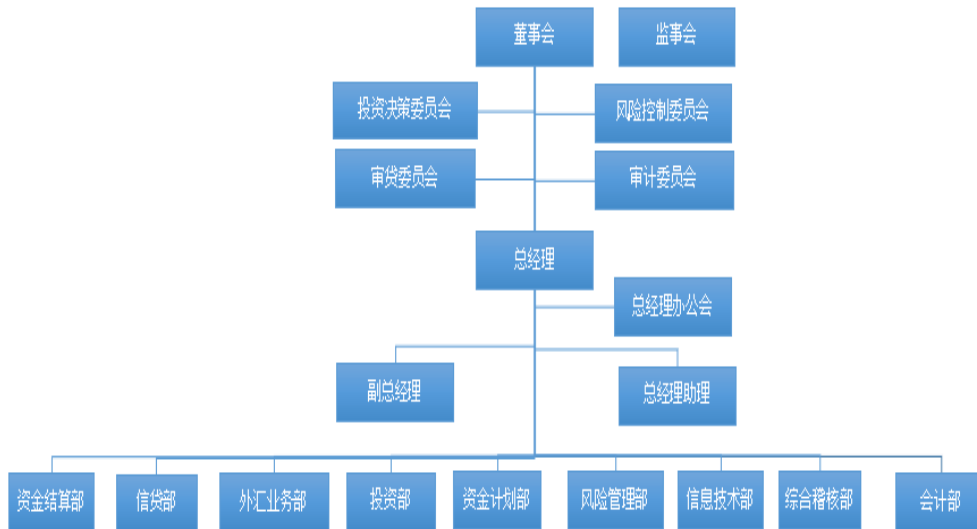 董事会
监事会
投资决策委员会
风险控制委员会
审贷委员会
审计委员会
总经理
总经理办公会
副总经理
总经理助理
资金结算部
信贷部
外汇业务部
投资部
资金计划部
风险管理部
信息技术部
综合稽核部
会计部